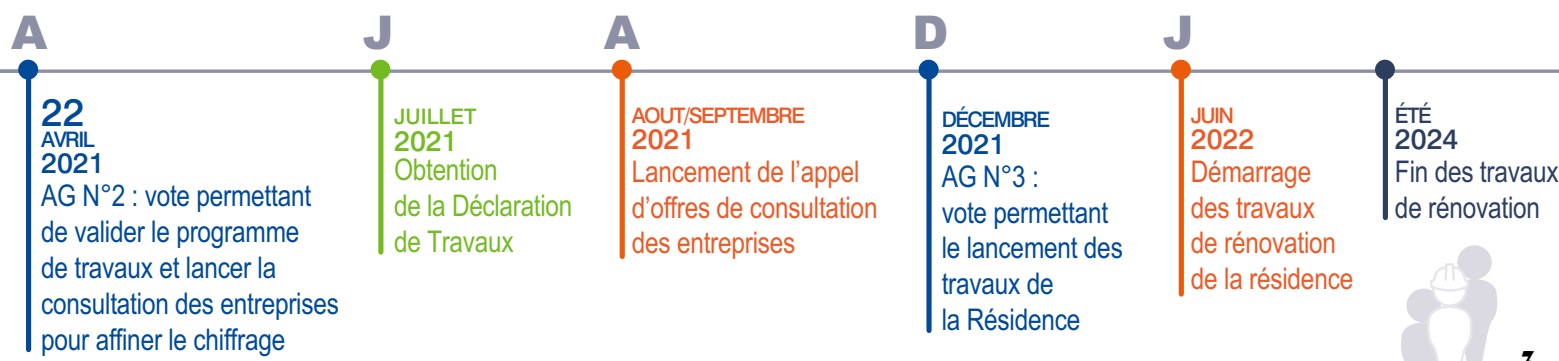 A
22
AVRIL
2021
AG N°2 : vote permettant
de valider le programme
de travaux et lancer la
consultation des entreprises
pour affiner le chiffrage
J
JUILLET
2021
Obtention
de la Déclaration
de Travaux
A
AOUT/SEPTEMBRE
2021
Lancement de l’appel
d’offres de consultation
des entreprises
D
DÉCEMBRE
2021
AG N°3 :
vote permettant
le lancement des
travaux de
la Résidence
J
JUIN
2022
Démarrage
des travaux
de rénovation
de la résidence
ÉTÉ
2024
Fin des travaux
de rénovation